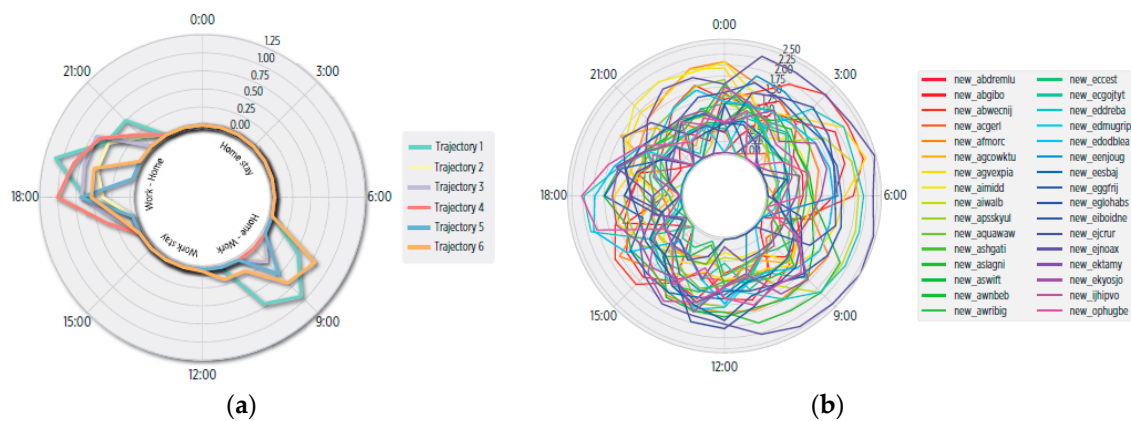 0:00
3:00
6:00
9:00
12:00
15:00
18:00
21:00
1.25
1.00
0.75
0.50
0.25
0.00
Home stay
Home - Work
Work stay
Work - Home
Trajectory 1
Trajectory 2
Trajectory 3
Trajectory 4
Trajectory 5
Trajectory 6
(a)
0:00
3:00
6:00
9:00
12:00
15:00
18:00
21:00
2.50
2.00
1.75
new_abdremlu
new_abgibo
new_abwecnij
new_acgerl
new_afmorc
new_agcowktu
new_agvexpia
new_aimidd
new_aiwalb
new_apsskyul
new_aquawaw
new_ashgati
new_aslagni
new_aswift
new_awnbeb
new_awribig
new_eccest
new_ecgojtyt
new_eddreba
new_edmugrip
new_edodblea
new_eenjoug
new_eesbaj
new_eggfrij
new_eglohabs
new_eiboidne
new_ejcrur
new_ejnoax
new_ektamy
new_ekyosjo
new_ijhipvo
new_ophugbe
(b)